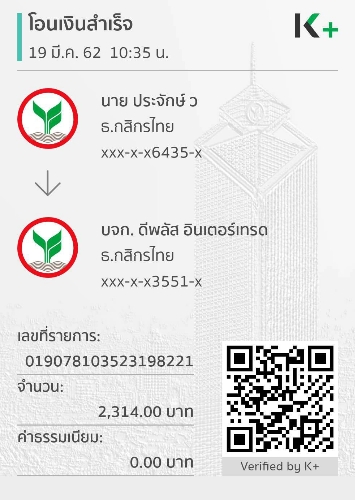 โอนเงินสำเร็จ
19 มี.ค. 62 10:35 น.
K+
นาย ประจักษ์ ว
ธ.กสิกรไทย
xxx-x-x6435-x
บจก. ดีพลัส อินเตอร์เทรด
ธ.กสิกรไทย
xxx-x-x3551-x
เลขที่รายการ:
019078103523198221
จำนวน:
2,314.00 บาท
ค่าธรรมเนียม:
0.00 บาท
Verified by K+